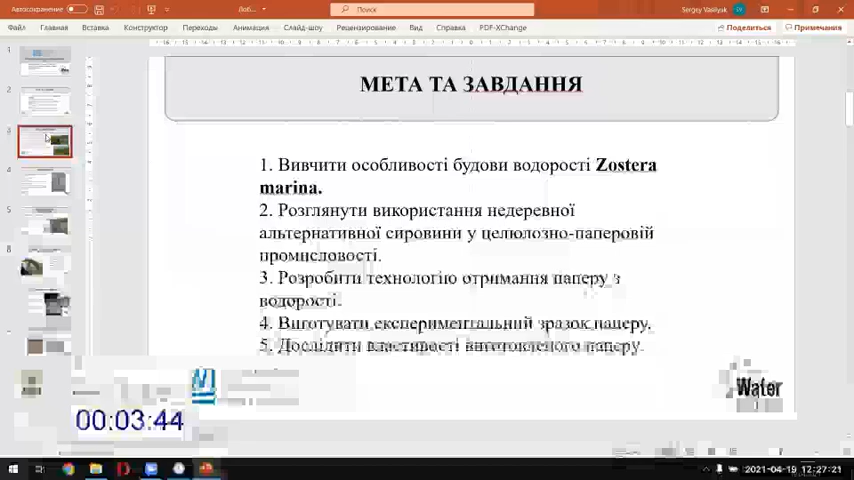 Автосохранение
Доб...
Поиск
Sergey Vasilyuk
Файл Главная Вставка Конструктор Переходы Анимация Слайд-шоу Рецензирование Вид Справка PDF-XChange
Поделиться Примечания
МЕТА ТА ЗАВДАННЯ
1. Вивчити особливості будови водорості Zostera
marina.
2. Розглянути використання недеревної
альтернативної сировини у целюлозно-паперовій
промисловості.
3. Розробити технологію отримання паперу з
водорості.
4. Виготувати експериментальний зразок паперу.
5. Дослідити властивості виготовленого паперу.
Water
00:03:44
2021-04-19 12:27:21